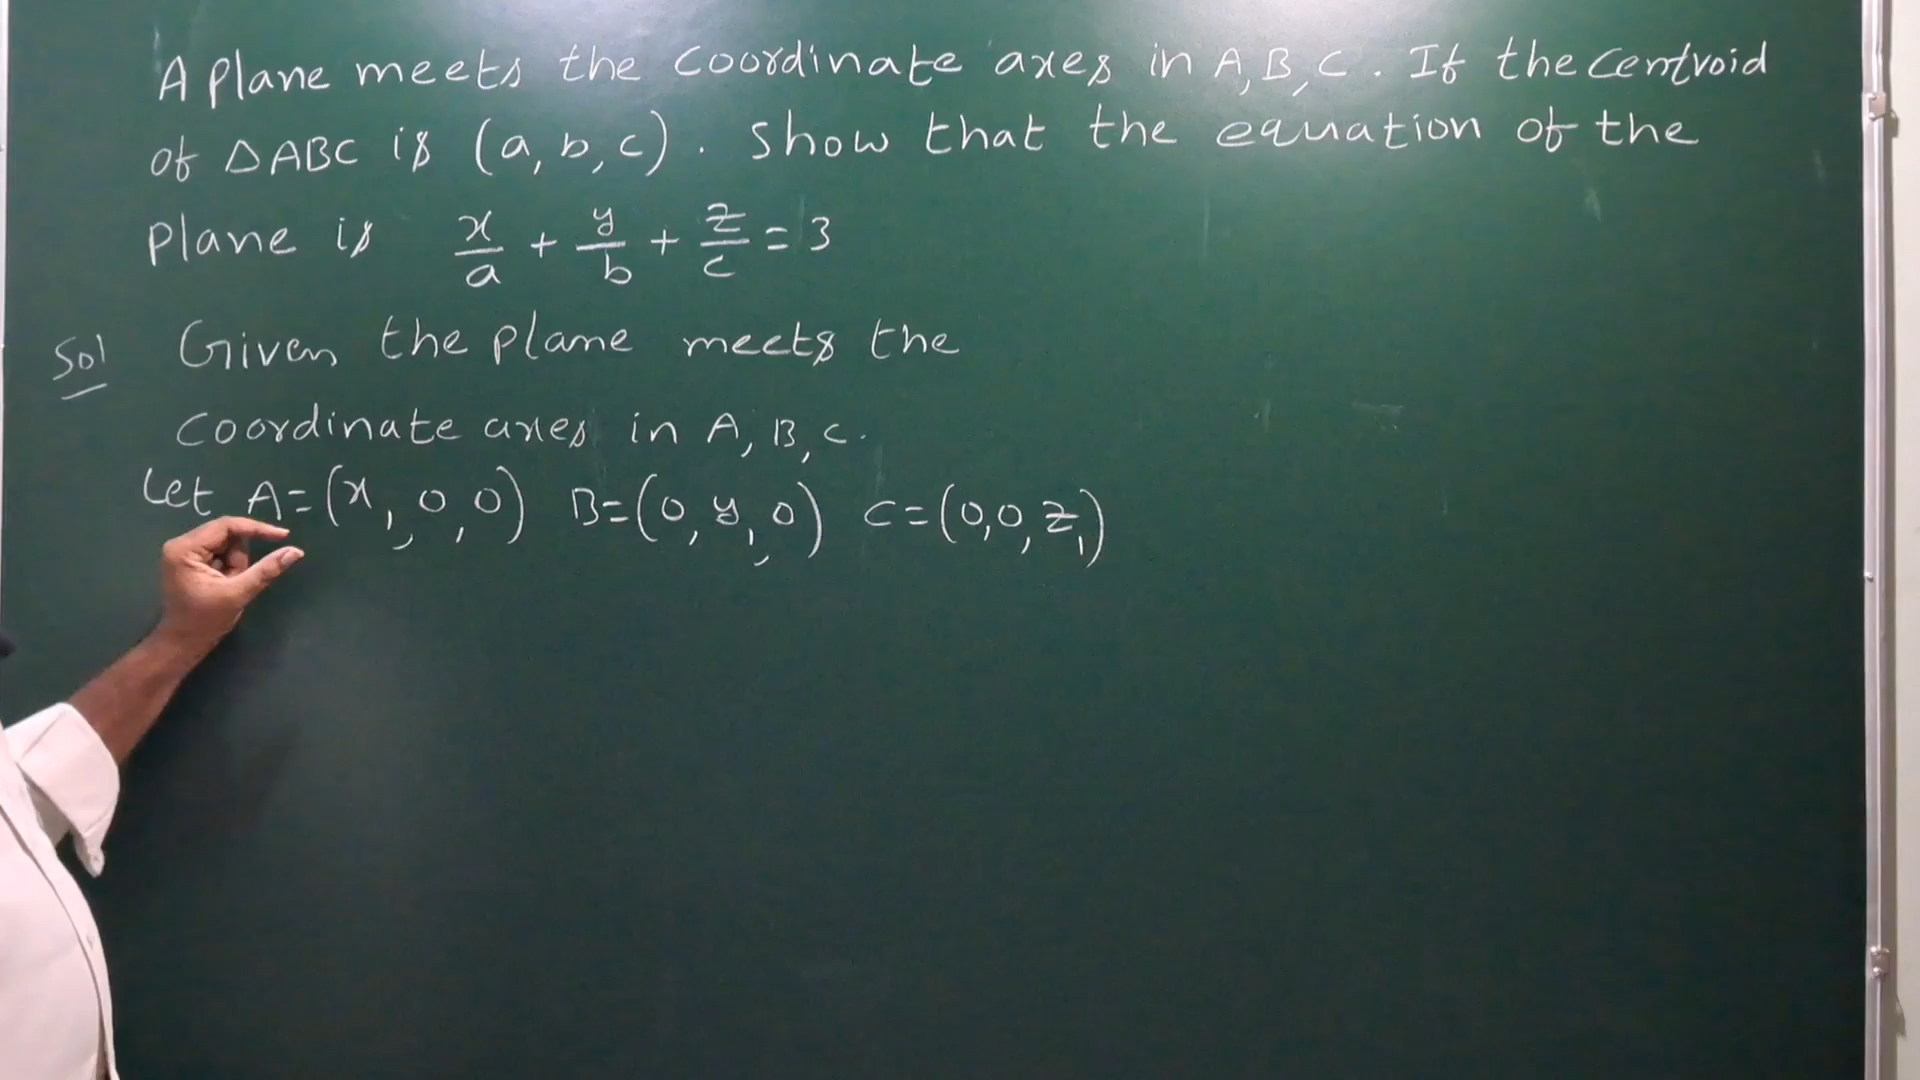 A plane meets the coordinate axes in A, B, C. If the centroid
of △ABC is (a, b, c). Show that the equation of the
plane is x/a + y/b + z/c = 3
Sol Given the plane meets the
coordinate axes in A, B, C.
Let A=(x₁, 0, 0) B=(0, y₁, 0) C=(0,0, z₁)